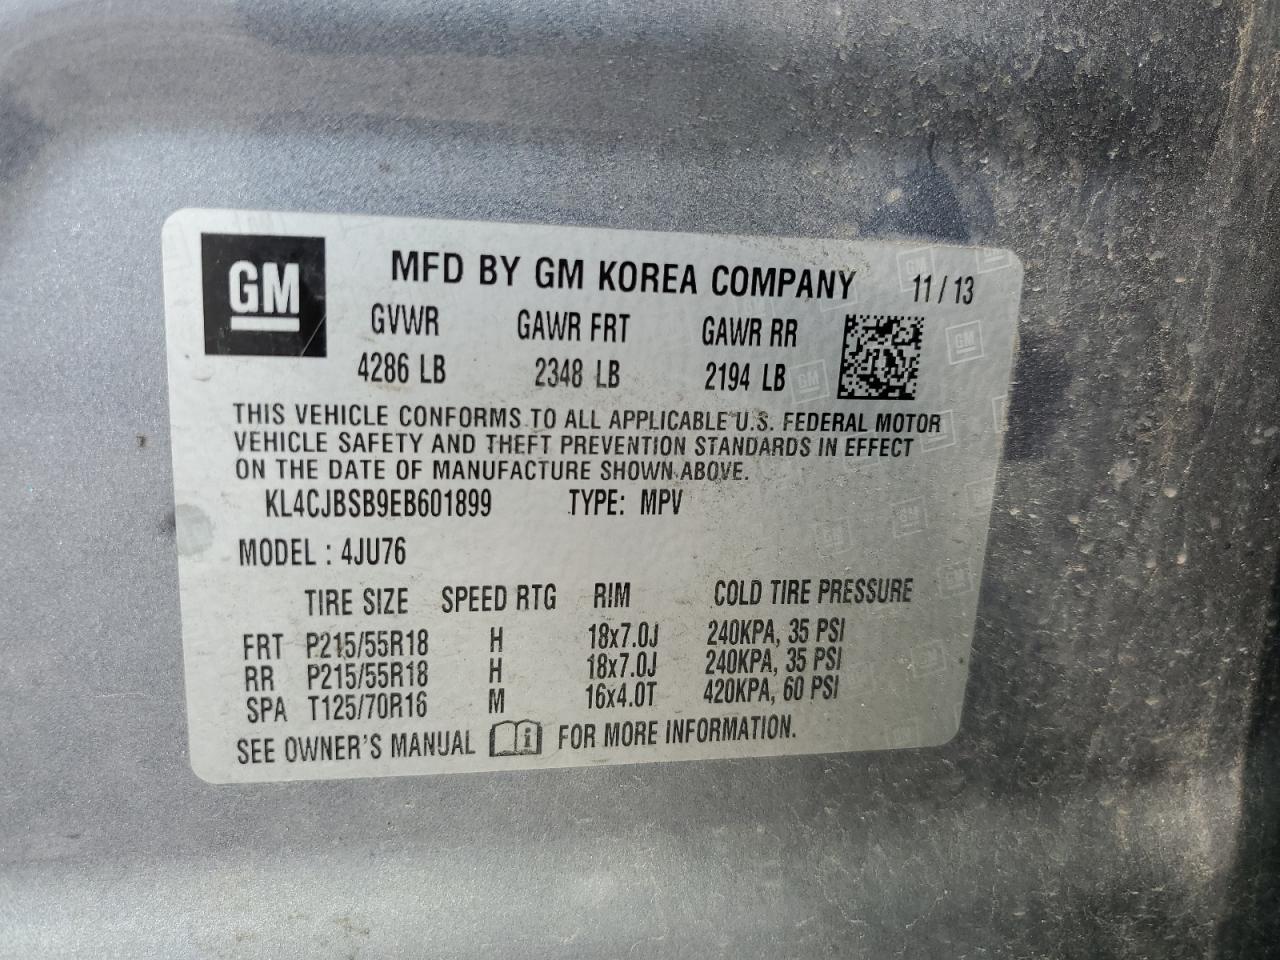 GM
MFD BY GM KOREA COMPANY 11 / 13
GVWR GAWR FRT GAWR RR
4286 LB 2348 LB 2194 LB
THIS VEHICLE CONFORMS TO ALL APPLICABLE U.S. FEDERAL MOTOR
VEHICLE SAFETY AND THEFT PREVENTION STANDARDS IN EFFECT
ON THE DATE OF MANUFACTURE SHOWN ABOVE.
KL4CJBSB9EB601899 TYPE: MPV
MODEL : 4JU76
TIRE SIZE SPEED RTG RIM COLD TIRE PRESSURE
FRT P215/55R18 H 18x7.0J 240KPA, 35 PSI
RR P215/55R18 H 18x7.0J 240KPA, 35 PSI
SPA T125/70R16 M 16x4.0T 420KPA, 60 PSI
SEE OWNER'S MANUAL i FOR MORE INFORMATION.